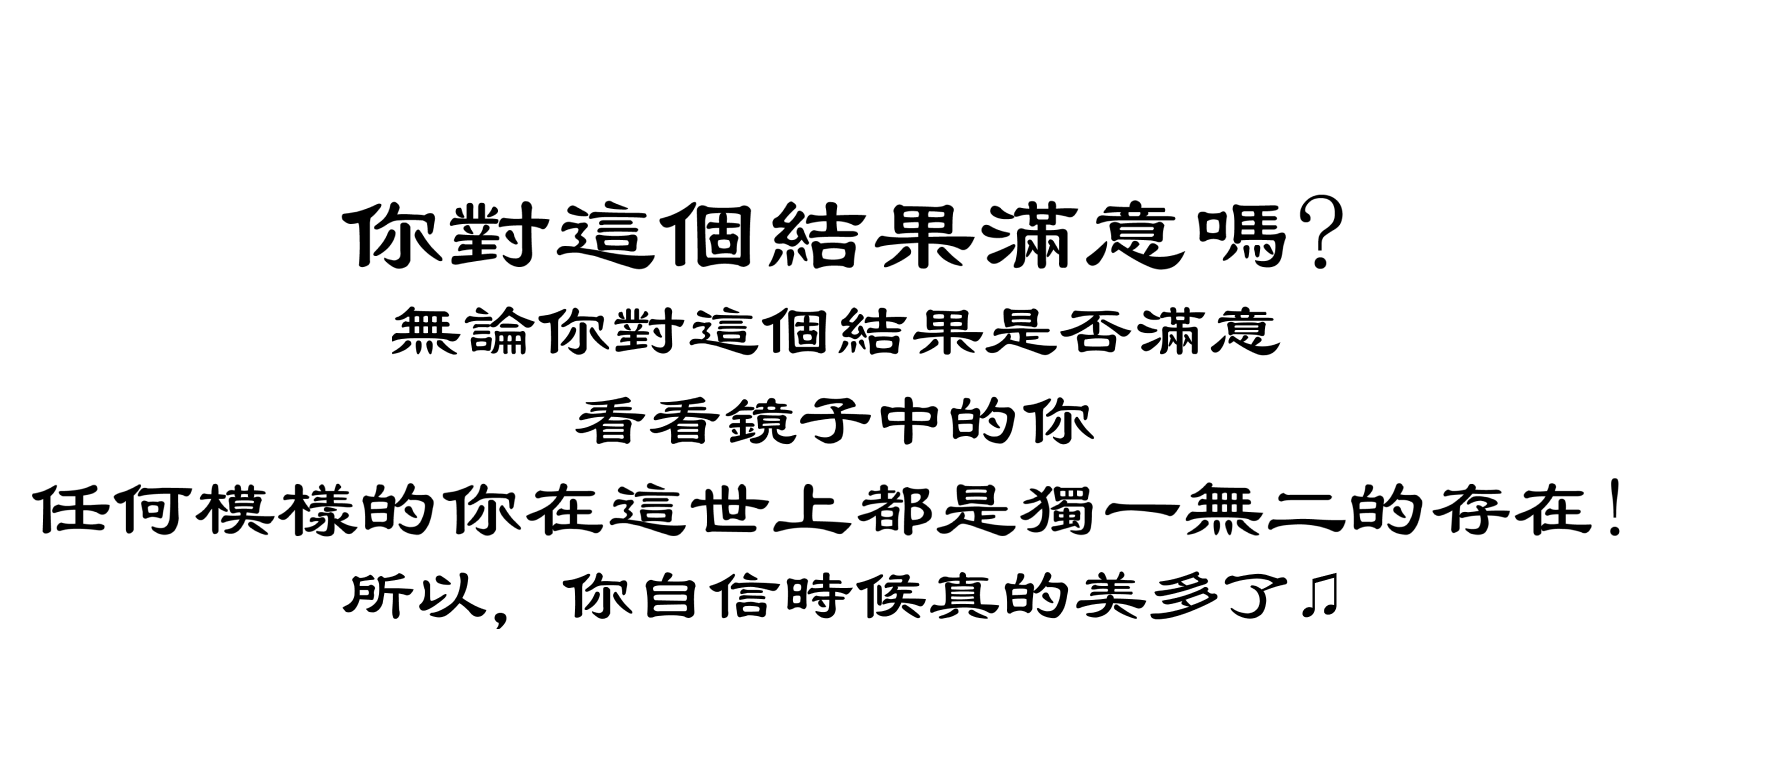 你對這個結果滿意嗎?
無論你對這個結果是否滿意
看看鏡子中的你
任何模樣的你在這世上都是獨一無二的存在!
所以，你自信時候真的美多了♫